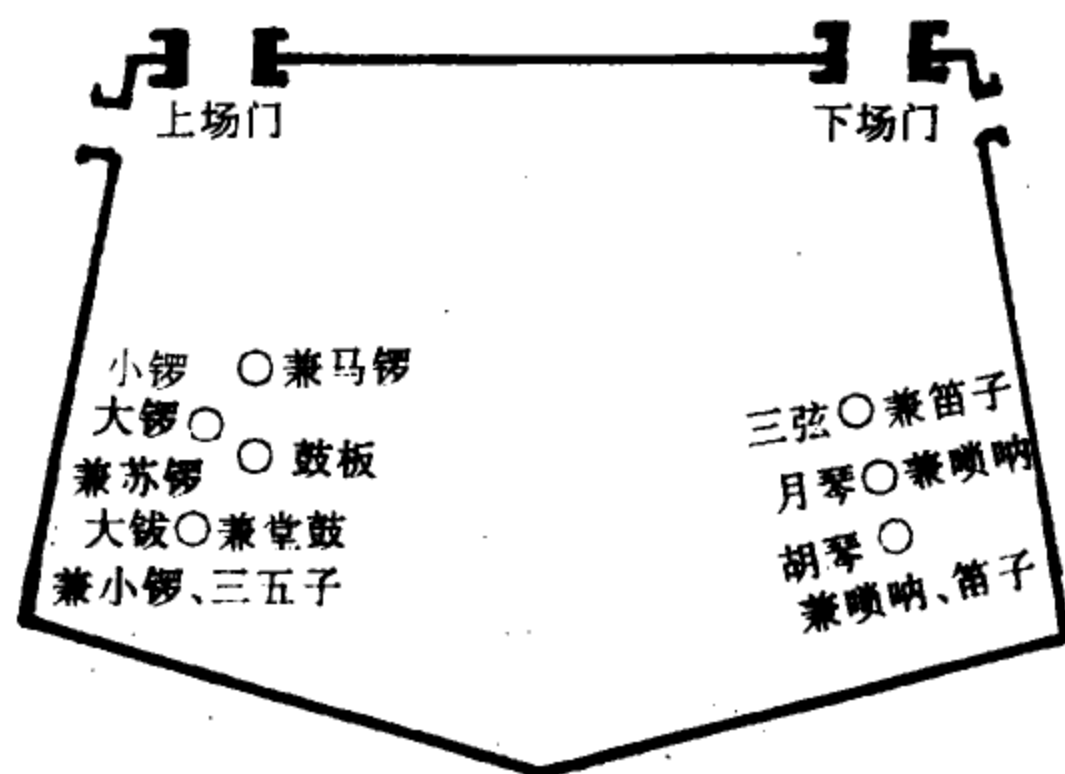 上场门
下场门
小锣 兼马锣
大锣
兼苏锣
鼓板
大钹 兼堂鼓
兼小锣、三五子
三弦 兼笛子
月琴 兼唢呐
胡琴
兼唢呐、笛子